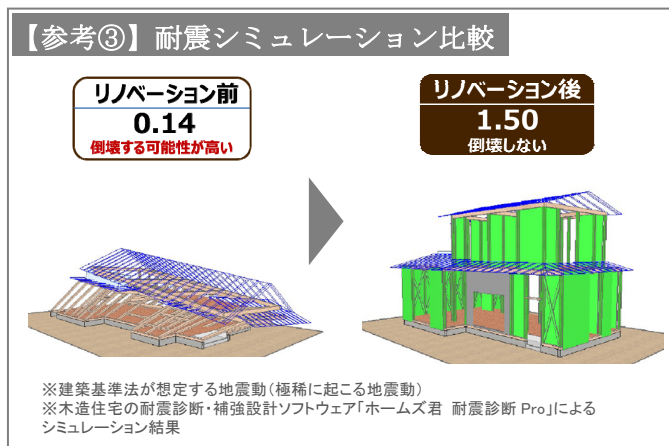 【参考③】耐震シミュレーション比較
リノベーション前
0.14
倒壊する可能性が高い
リノベーション後
1.50
倒壊しない
※建築基準法が想定する地震動（極稀に起こる地震動）
※木造住宅の耐震診断・補強設計ソフトウェア「ホームズ君 耐震診断 Pro」による
シミュレーション結果